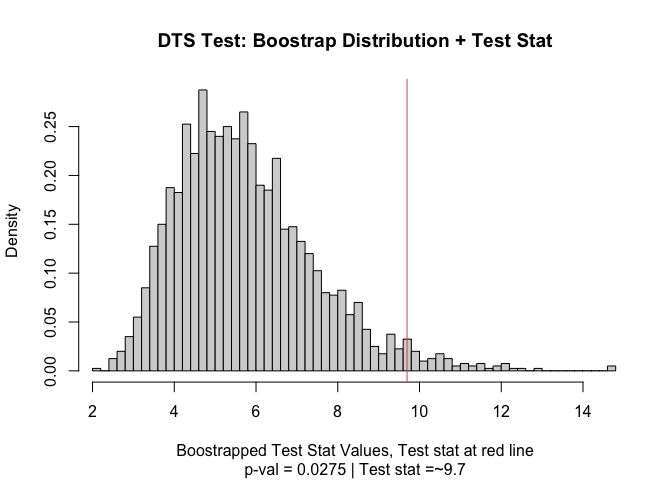 DTS Test: Boostrap Distribution + Test Stat
Density
0.25
0.20
0.15
0.10
0.05
0.00
2 4 6 8 10 12 14
Boostrapped Test Stat Values, Test stat at red line
p-val = 0.0275 | Test stat =~9.7